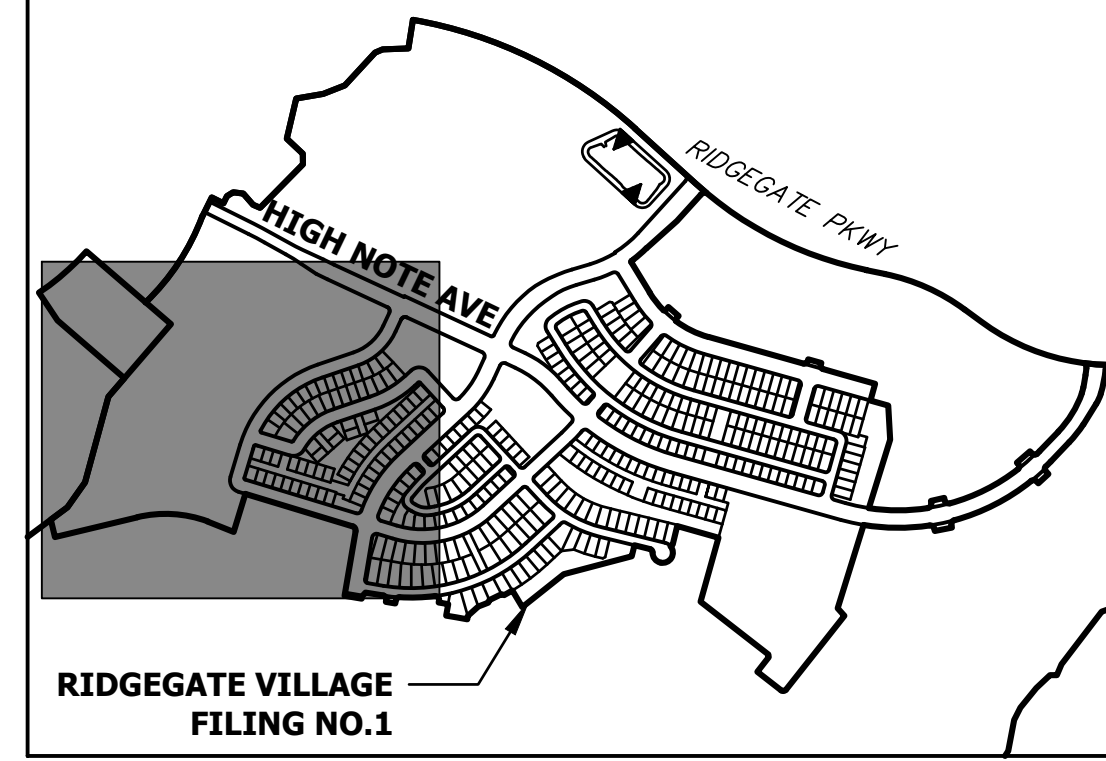 RIDGEGATE PKWY
HIGH NOTE AVE
RIDGEGATE VILLAGE
FILING NO.1